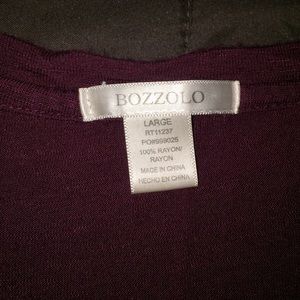 BOZZOLO
LARGE
RT11237
PO#999025
100% RAYON/
RAYON
MADE IN CHINA
HECHO EN CHINA